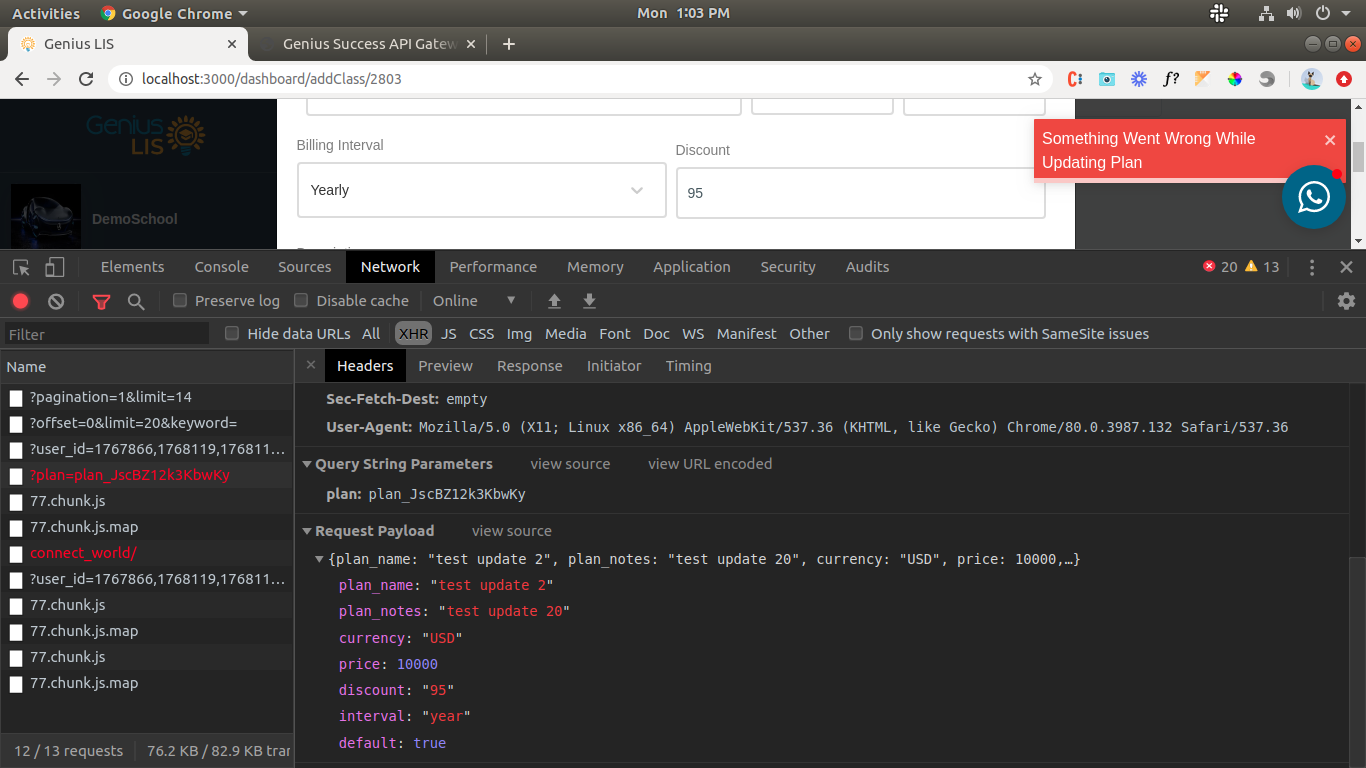 Activities Google Chrome Mon 1:03 PM
Genius LIS Genius Success API Gatew
localhost:3000/dashboard/addClass/2803
Genius LIS
DemoSchool
Billing Interval Discount
Yearly 95
Something Went Wrong While
Updating Plan
Elements Console Sources Network Performance Memory Application Security Audits 20 13
Preserve log Disable cache Online
Filter Hide data URLs All XHR JS CSS Img Media Font Doc WS Manifest Other Only show requests with SameSite issues
Name
?pagination=1&limit=14
?offset=0&limit=20&keyword=
?user_id=1767866,1768119,176811…
?plan=plan_JscBZ12k3KbwKy
77.chunk.js
77.chunk.js.map
connect_world/
?user_id=1767866,1768119,176811…
77.chunk.js
77.chunk.js.map
77.chunk.js
77.chunk.js.map
12 / 13 requests 76.2 KB / 82.9 KB tran
Headers Preview Response Initiator Timing
Sec-Fetch-Dest: empty
User-Agent: Mozilla/5.0 (X11; Linux x86_64) AppleWebKit/537.36 (KHTML, like Gecko) Chrome/80.0.3987.132 Safari/537.36
Query String Parameters view source view URL encoded
plan: plan_JscBZ12k3KbwKy
Request Payload view source
{plan_name: "test update 2", plan_notes: "test update 20", currency: "USD", price: 10000,…}
plan_name: "test update 2"
plan_notes: "test update 20"
currency: "USD"
price: 10000
discount: "95"
interval: "year"
default: true